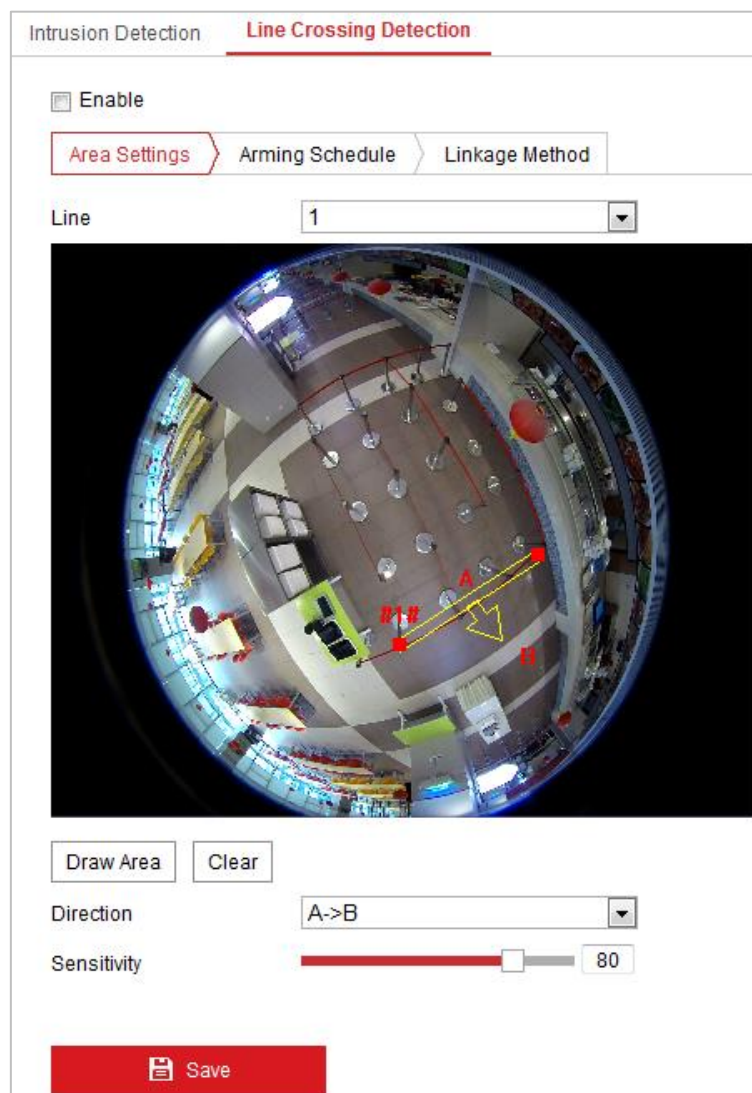 Intrusion Detection
Line Crossing Detection
Enable
Area Settings
Arming Schedule
Linkage Method
Line
1
A
#1#
B
Draw Area
Clear
Direction
A->B
Sensitivity
80
Save